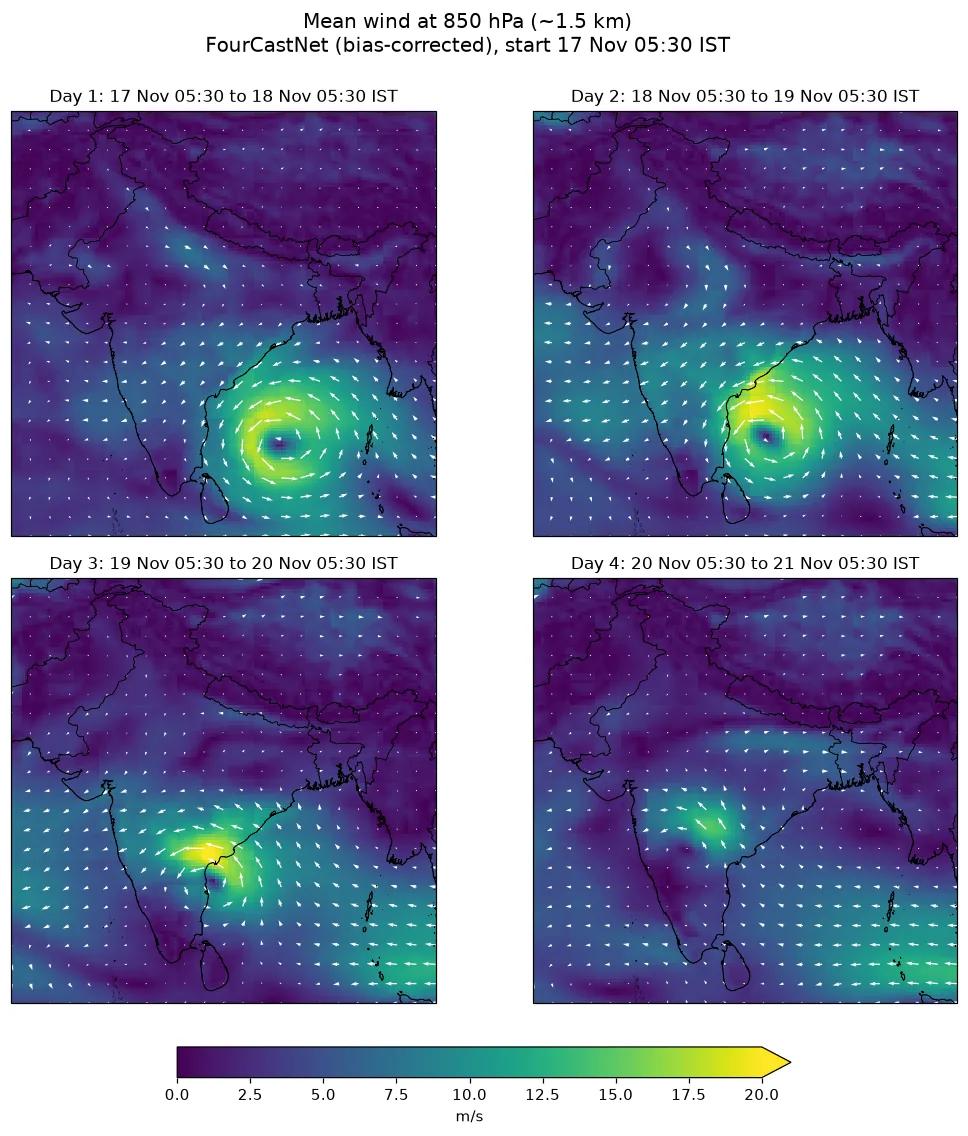 Mean wind at 850 hPa (~1.5 km)
FourCastNet (bias-corrected), start 17 Nov 05:30 IST
Day 1: 17 Nov 05:30 to 18 Nov 05:30 IST
Day 2: 18 Nov 05:30 to 19 Nov 05:30 IST
Day 3: 19 Nov 05:30 to 20 Nov 05:30 IST
Day 4: 20 Nov 05:30 to 21 Nov 05:30 IST
0.0 2.5 5.0 7.5 10.0 12.5 15.0 17.5 20.0
m/s